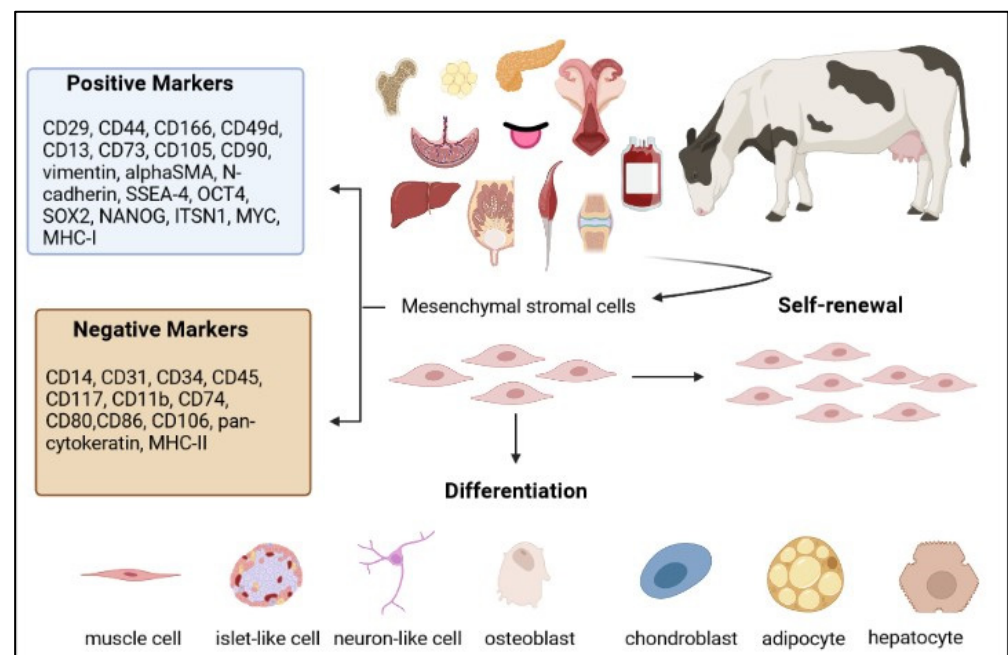 Positive Markers
CD29, CD44, CD166, CD49d,
CD13, CD73, CD105, CD90,
vimentin, alphaSMA, N-
cadherin, SSEA-4, OCT4,
SOX2, NANOG, ITSN1, MYC,
MHC-I
Mesenchymal stromal cells
Self-renewal
Negative Markers
CD14, CD31, CD34, CD45,
CD117, CD11b, CD74,
CD80,CD86, CD106, pan-
cytokeratin, MHC-II
Differentiation
muscle cell
islet-like cell
neuron-like cell
osteoblast
chondroblast
adipocyte
hepatocyte